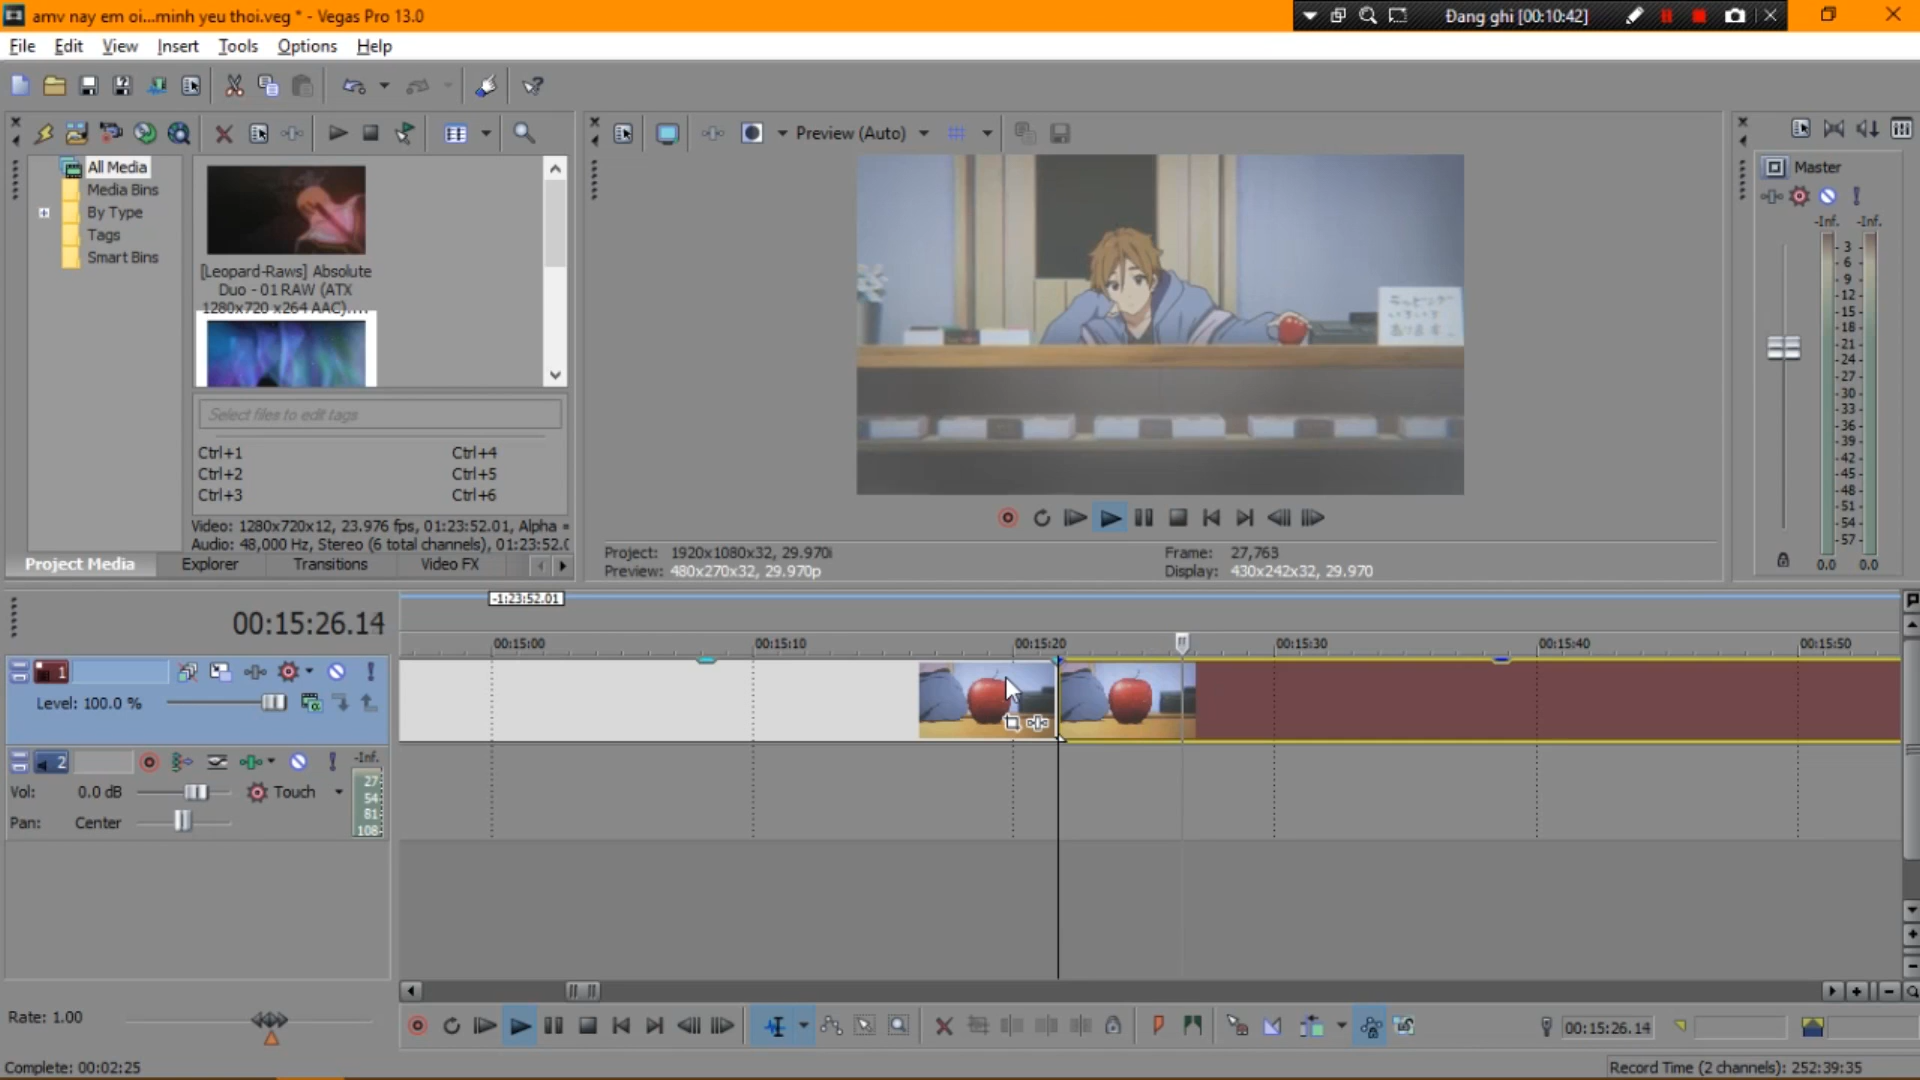 amv nay em oi...minh yeu thoi.veg * - Vegas Pro 13.0
Đang ghi [00:10:42]
File Edit View Insert Tools Options Help
Preview (Auto)
All Media
Media Bins
By Type
Tags
Smart Bins
[Leopard-Raws] Absolute
Duo - 01 RAW (ATX
1280x720 x264 AAC)....
Select files to edit tags
Ctrl+1 Ctrl+4
Ctrl+2 Ctrl+5
Ctrl+3 Ctrl+6
Video: 1280x720x12, 23.976 fps, 01:23:52.01, Alpha =
Audio: 48,000 Hz, Stereo (6 total channels), 01:23:52.0
Project Media Explorer Transitions Video FX
Project: 1920x1080x32, 29.970i
Preview: 480x270x32, 29.970p
Frame: 27,763
Display: 430x242x32, 29.970
Master
-Inf. -Inf.
3
6
9
12
15
18
21
24
27
30
33
36
39
42
45
48
51
54
57
0.0 0.0
-1:23:52.01
00:15:26.14
00:15:00 00:15:10 00:15:20 00:15:30 00:15:40 00:15:50
1
Level: 100.0 %
2
-Inf.
Vol: 0.0 dB Touch
Pan: Center
27
54
81
108
Rate: 1.00
00:15:26.14
Complete: 00:02:25
Record Time (2 channels): 252:39:35